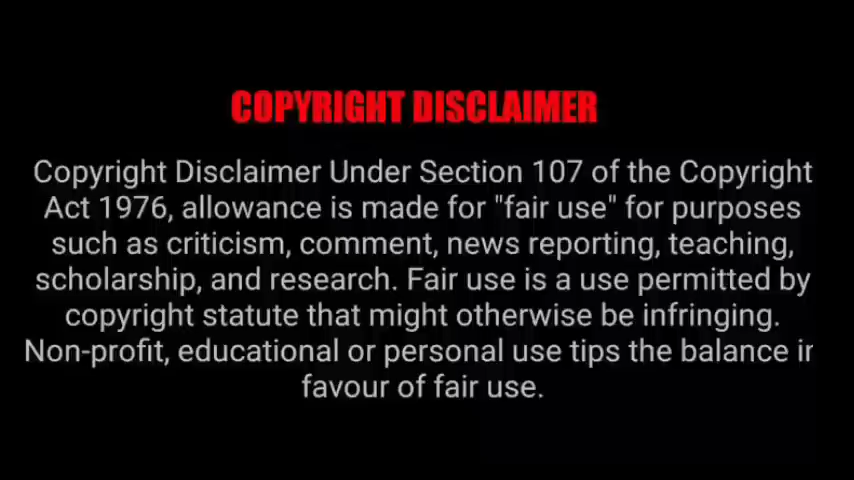 COPYRIGHT DISCLAIMER
Copyright Disclaimer Under Section 107 of the Copyright
Act 1976, allowance is made for "fair use" for purposes
such as criticism, comment, news reporting, teaching,
scholarship, and research. Fair use is a use permitted by
copyright statute that might otherwise be infringing.
Non-profit, educational or personal use tips the balance in
favour of fair use.